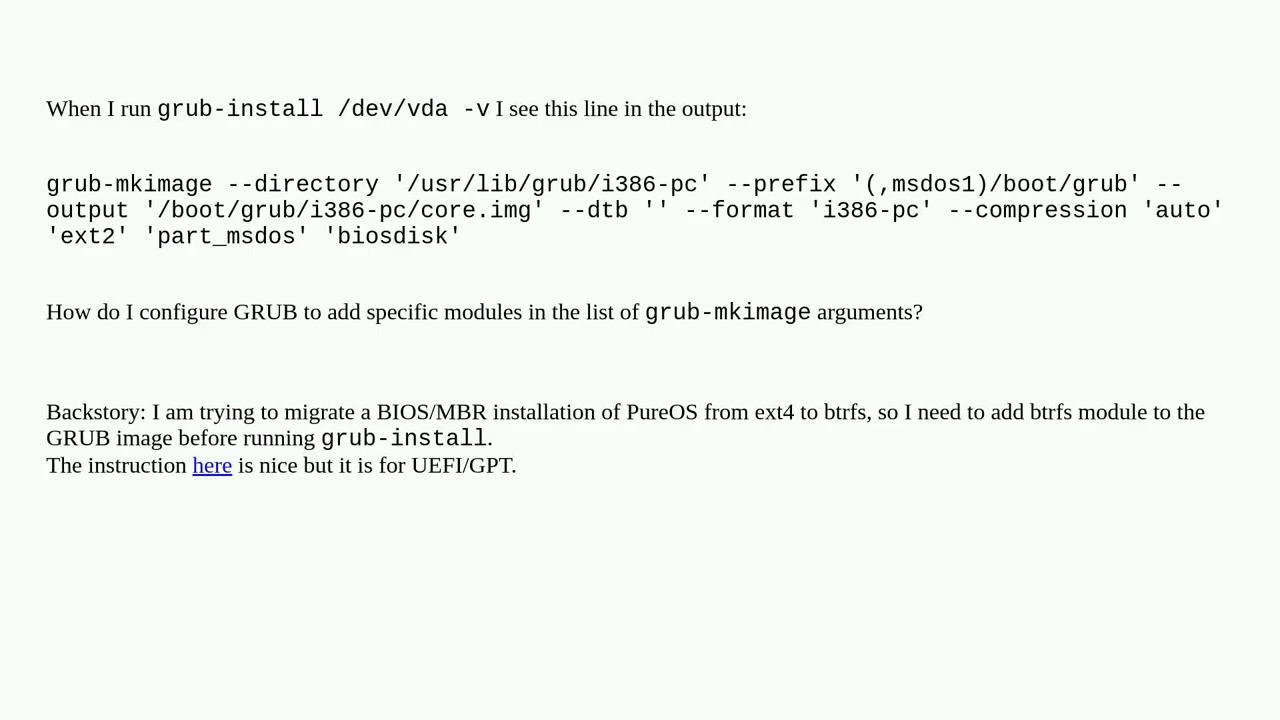 When I run grub-install /dev/vda -v I see this line in the output:
grub-mkimage --directory '/usr/lib/grub/i386-pc' --prefix '(,msdos1)/boot/grub' --
output '/boot/grub/i386-pc/core.img' --dtb '' --format 'i386-pc' --compression 'auto'
'ext2' 'part_msdos' 'biosdisk'
How do I configure GRUB to add specific modules in the list of grub-mkimage arguments?
Backstory: I am trying to migrate a BIOS/MBR installation of PureOS from ext4 to btrfs, so I need to add btrfs module to the
GRUB image before running grub-install.
The instruction here is nice but it is for UEFI/GPT.